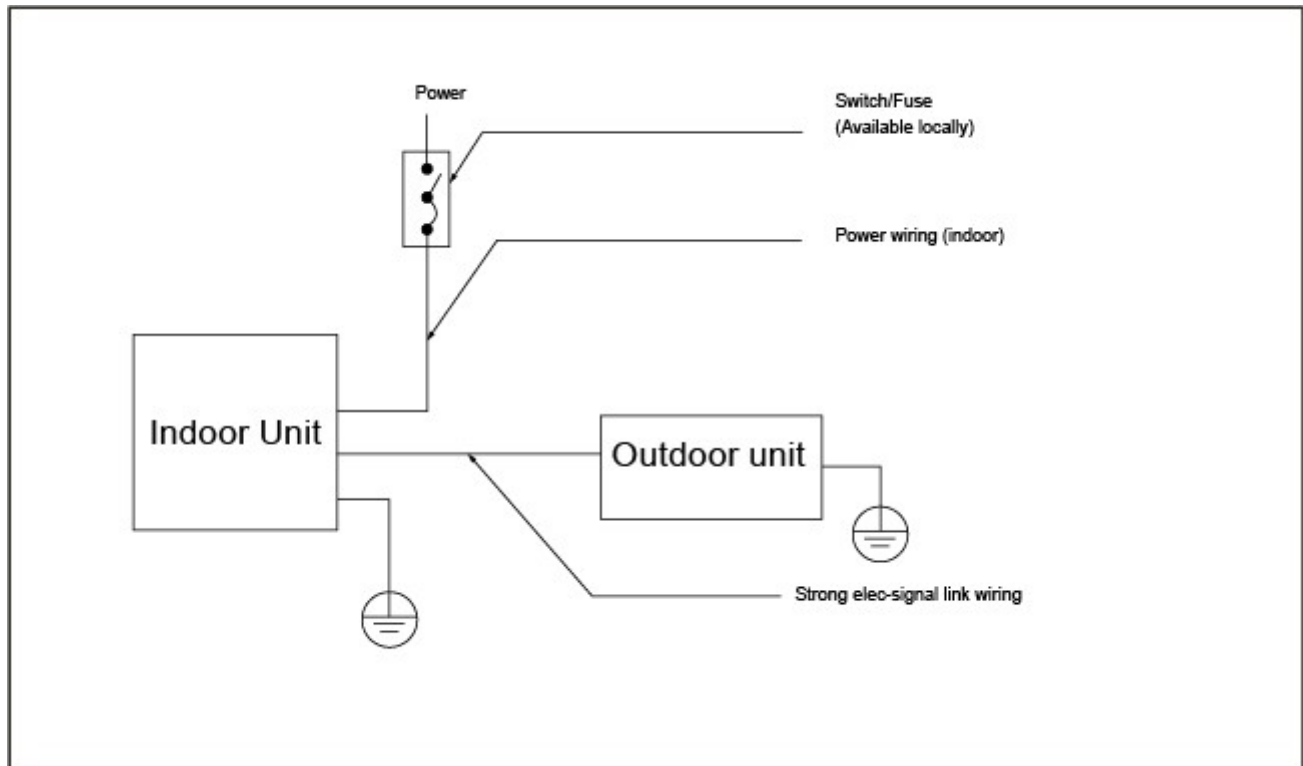 Power
Switch/Fuse
(Available locally)
Power wiring (indoor)
Indoor Unit
Outdoor unit
Strong elec-signal link wiring